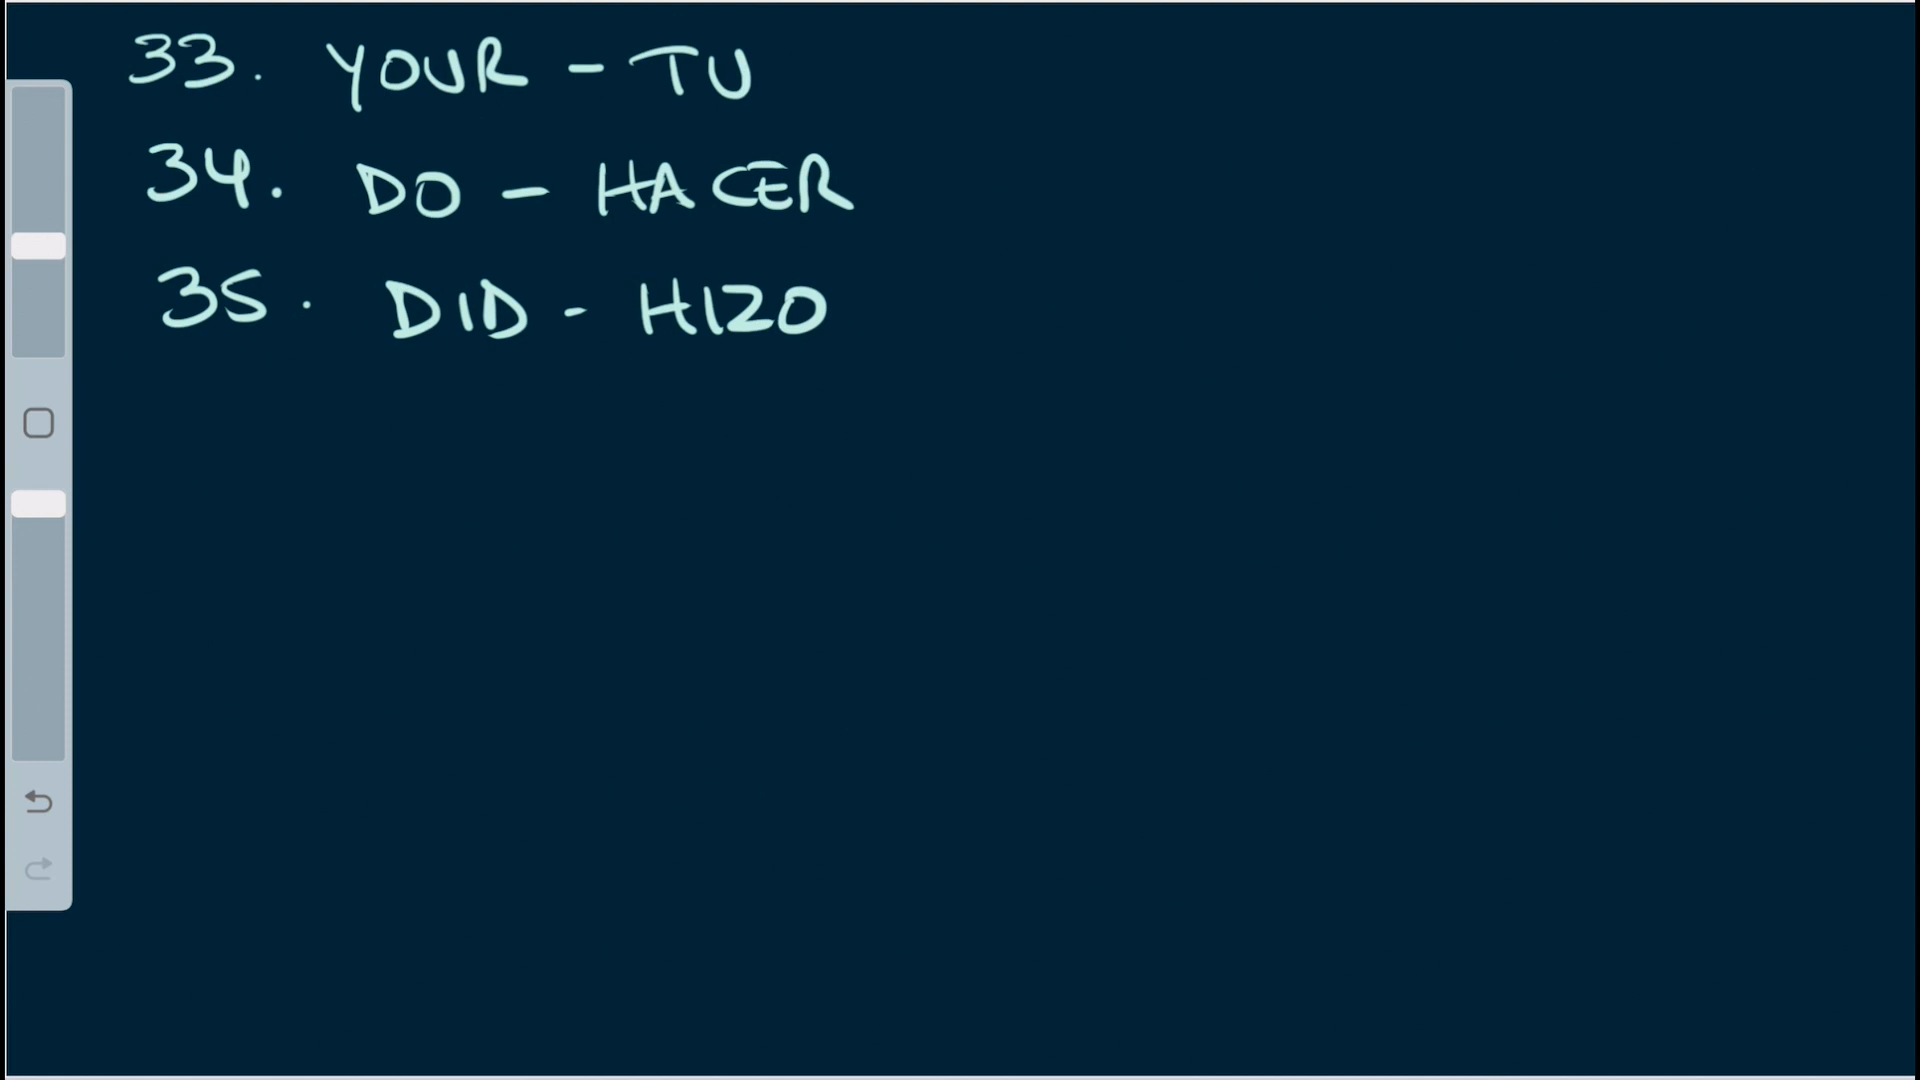 33. YOUR - TU
34. DO - HACER
35. DID - HIZO